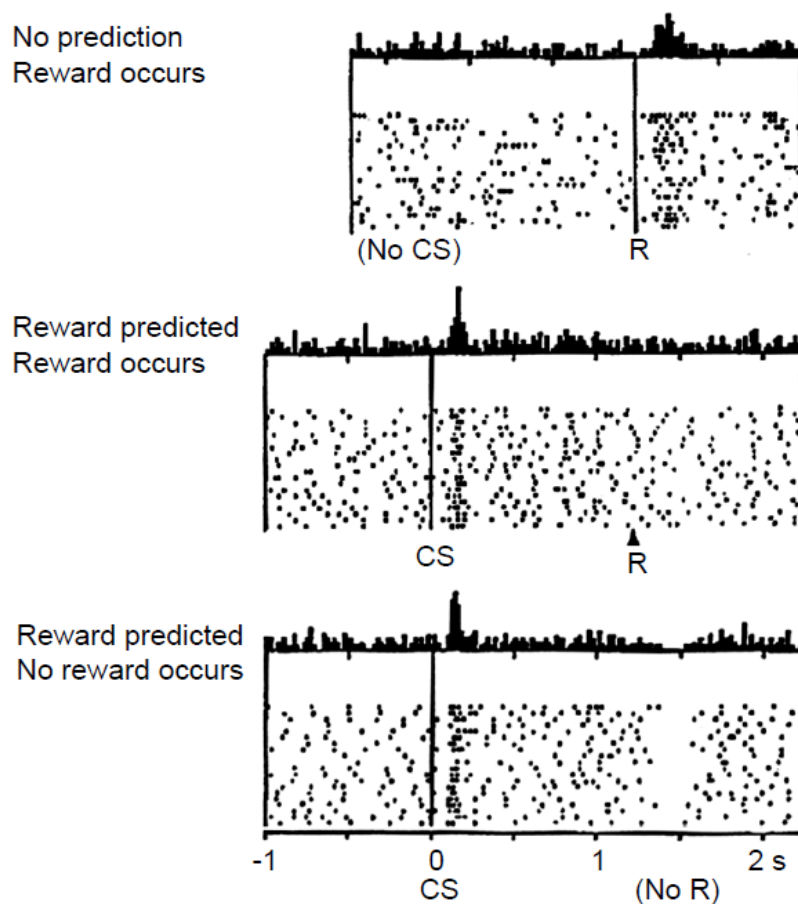 No prediction
Reward occurs
(No CS)
R
Reward predicted
Reward occurs
CS
R
Reward predicted
No reward occurs
-1
0
1
2 s
CS
(No R)